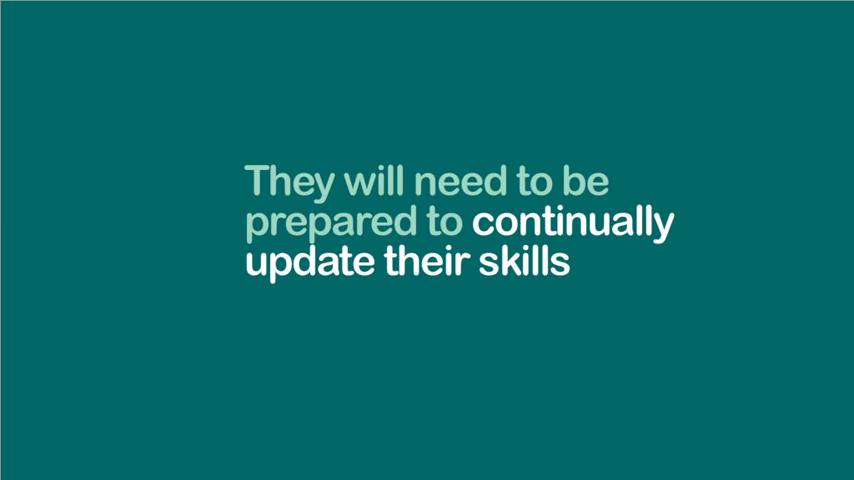 They will need to be
prepared to continually
update their skills